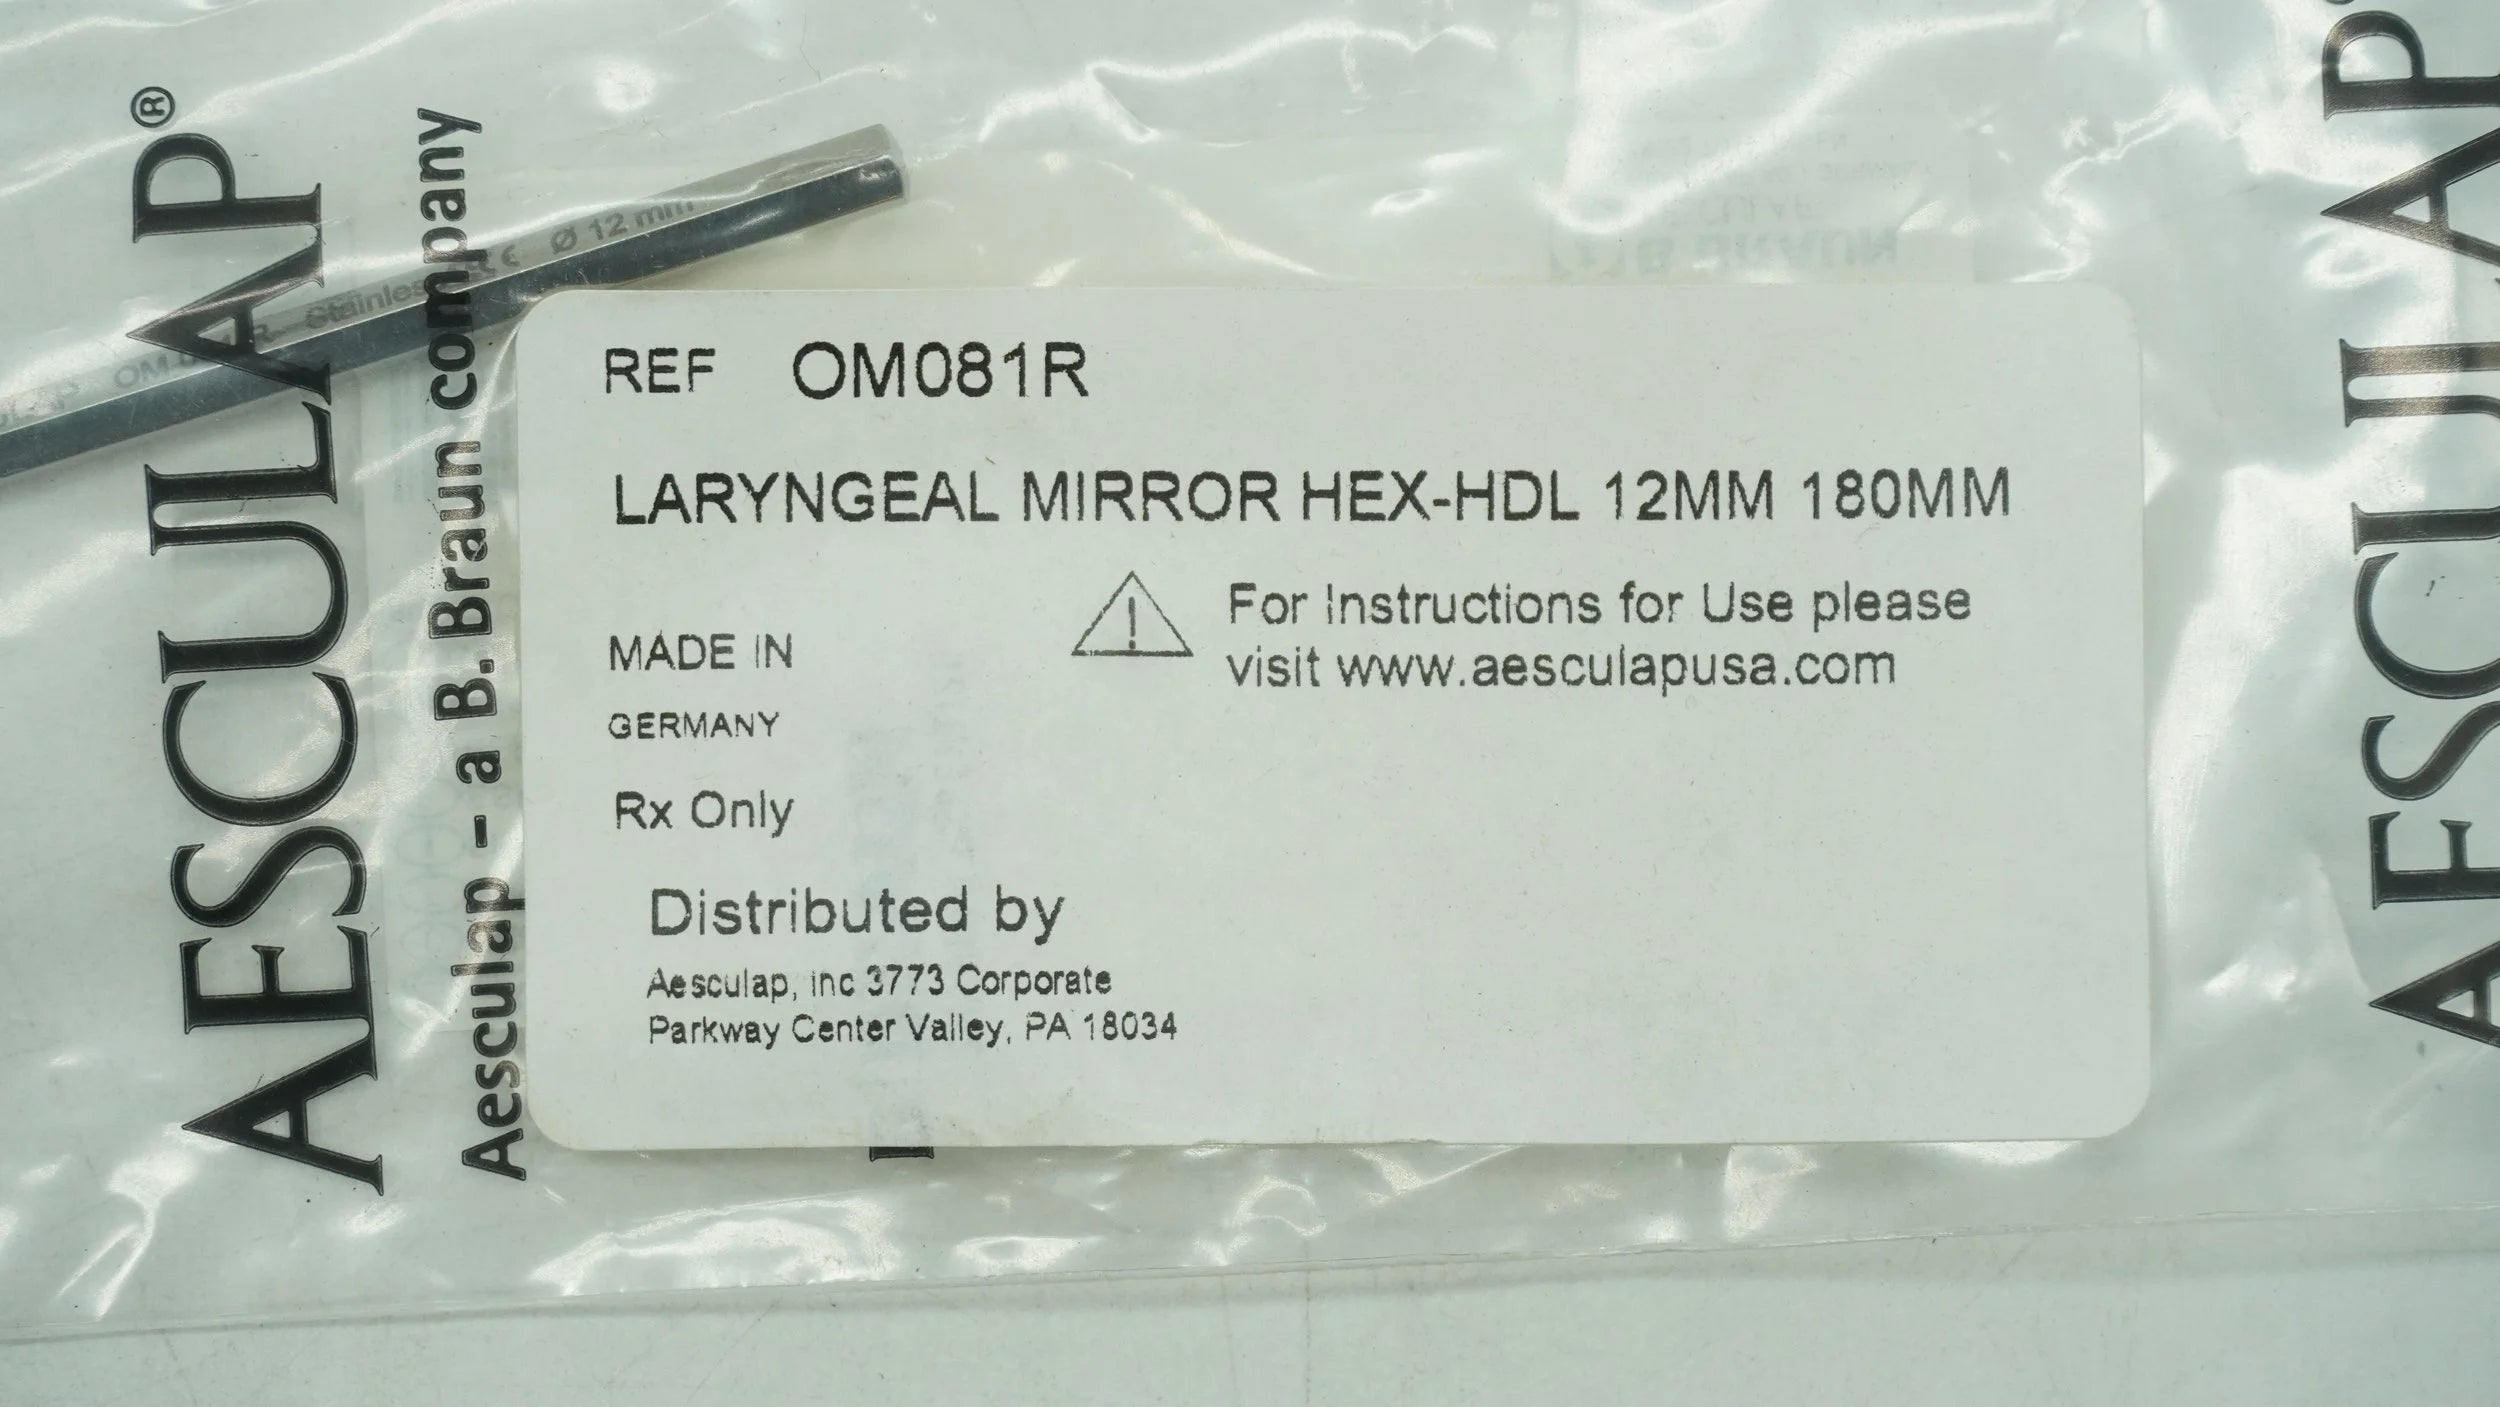 AESCULAP®
Aesculap - a B. Braun company
Stainless
Ø 12 mm
REF OM081R
LARYNGEAL MIRROR HEX-HDL 12MM 180MM
For Instructions for Use please
visit www.aesculapusa.com
MADE IN
GERMANY
Rx Only
Distributed by
Aesculap, inc 3773 Corporate
Parkway Center Valley, PA 18034
AESCULAP